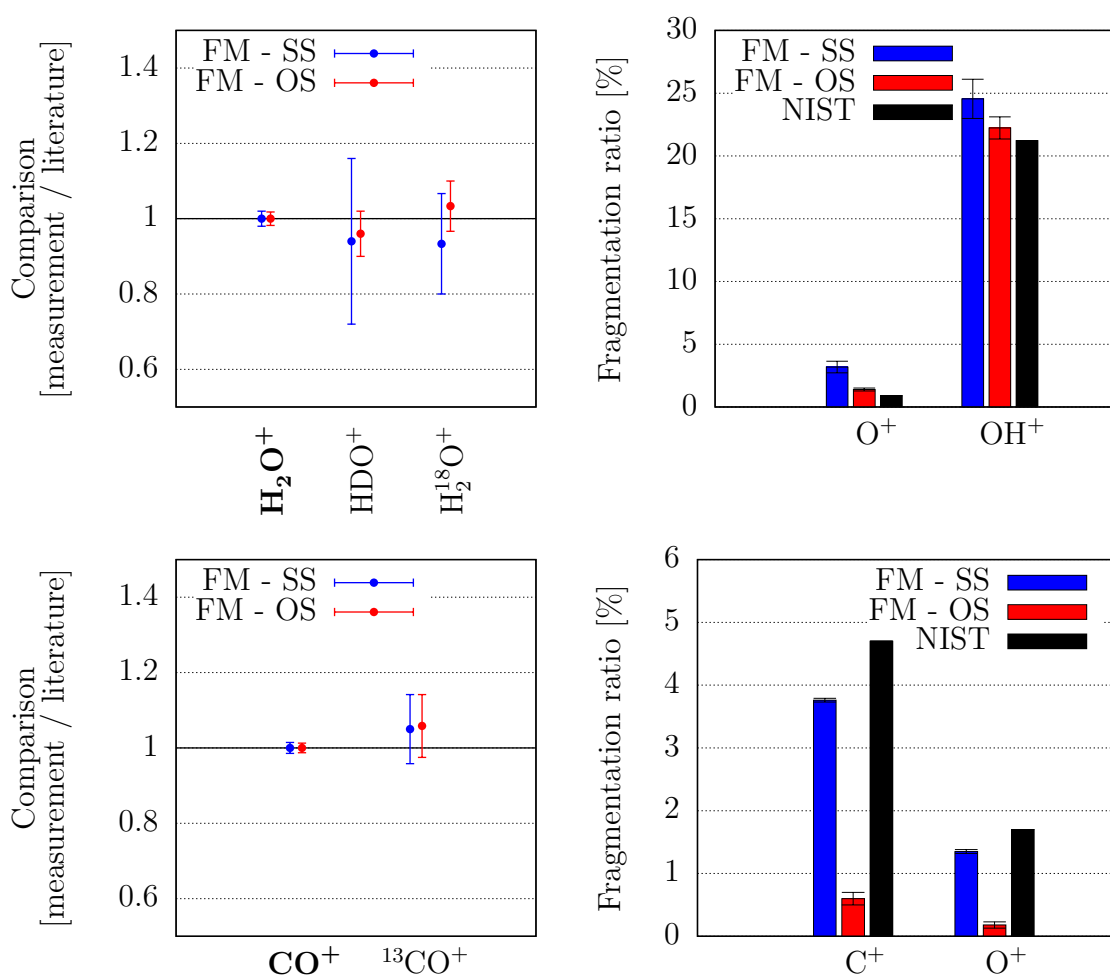 Comparison
[measurement / literature]
1.4
1.2
1
0.8
0.6
FM - SS
FM - OS
H₂O⁺
HDO⁺
H₂¹⁸O⁺
Fragmentation ratio [%]
30
25
20
15
10
5
0
FM - SS
FM - OS
NIST
O⁺
OH⁺
Comparison
[measurement / literature]
1.4
1.2
1
0.8
0.6
FM - SS
FM - OS
CO⁺
¹³CO⁺
Fragmentation ratio [%]
6
5
4
3
2
1
0
FM - SS
FM - OS
NIST
C⁺
O⁺